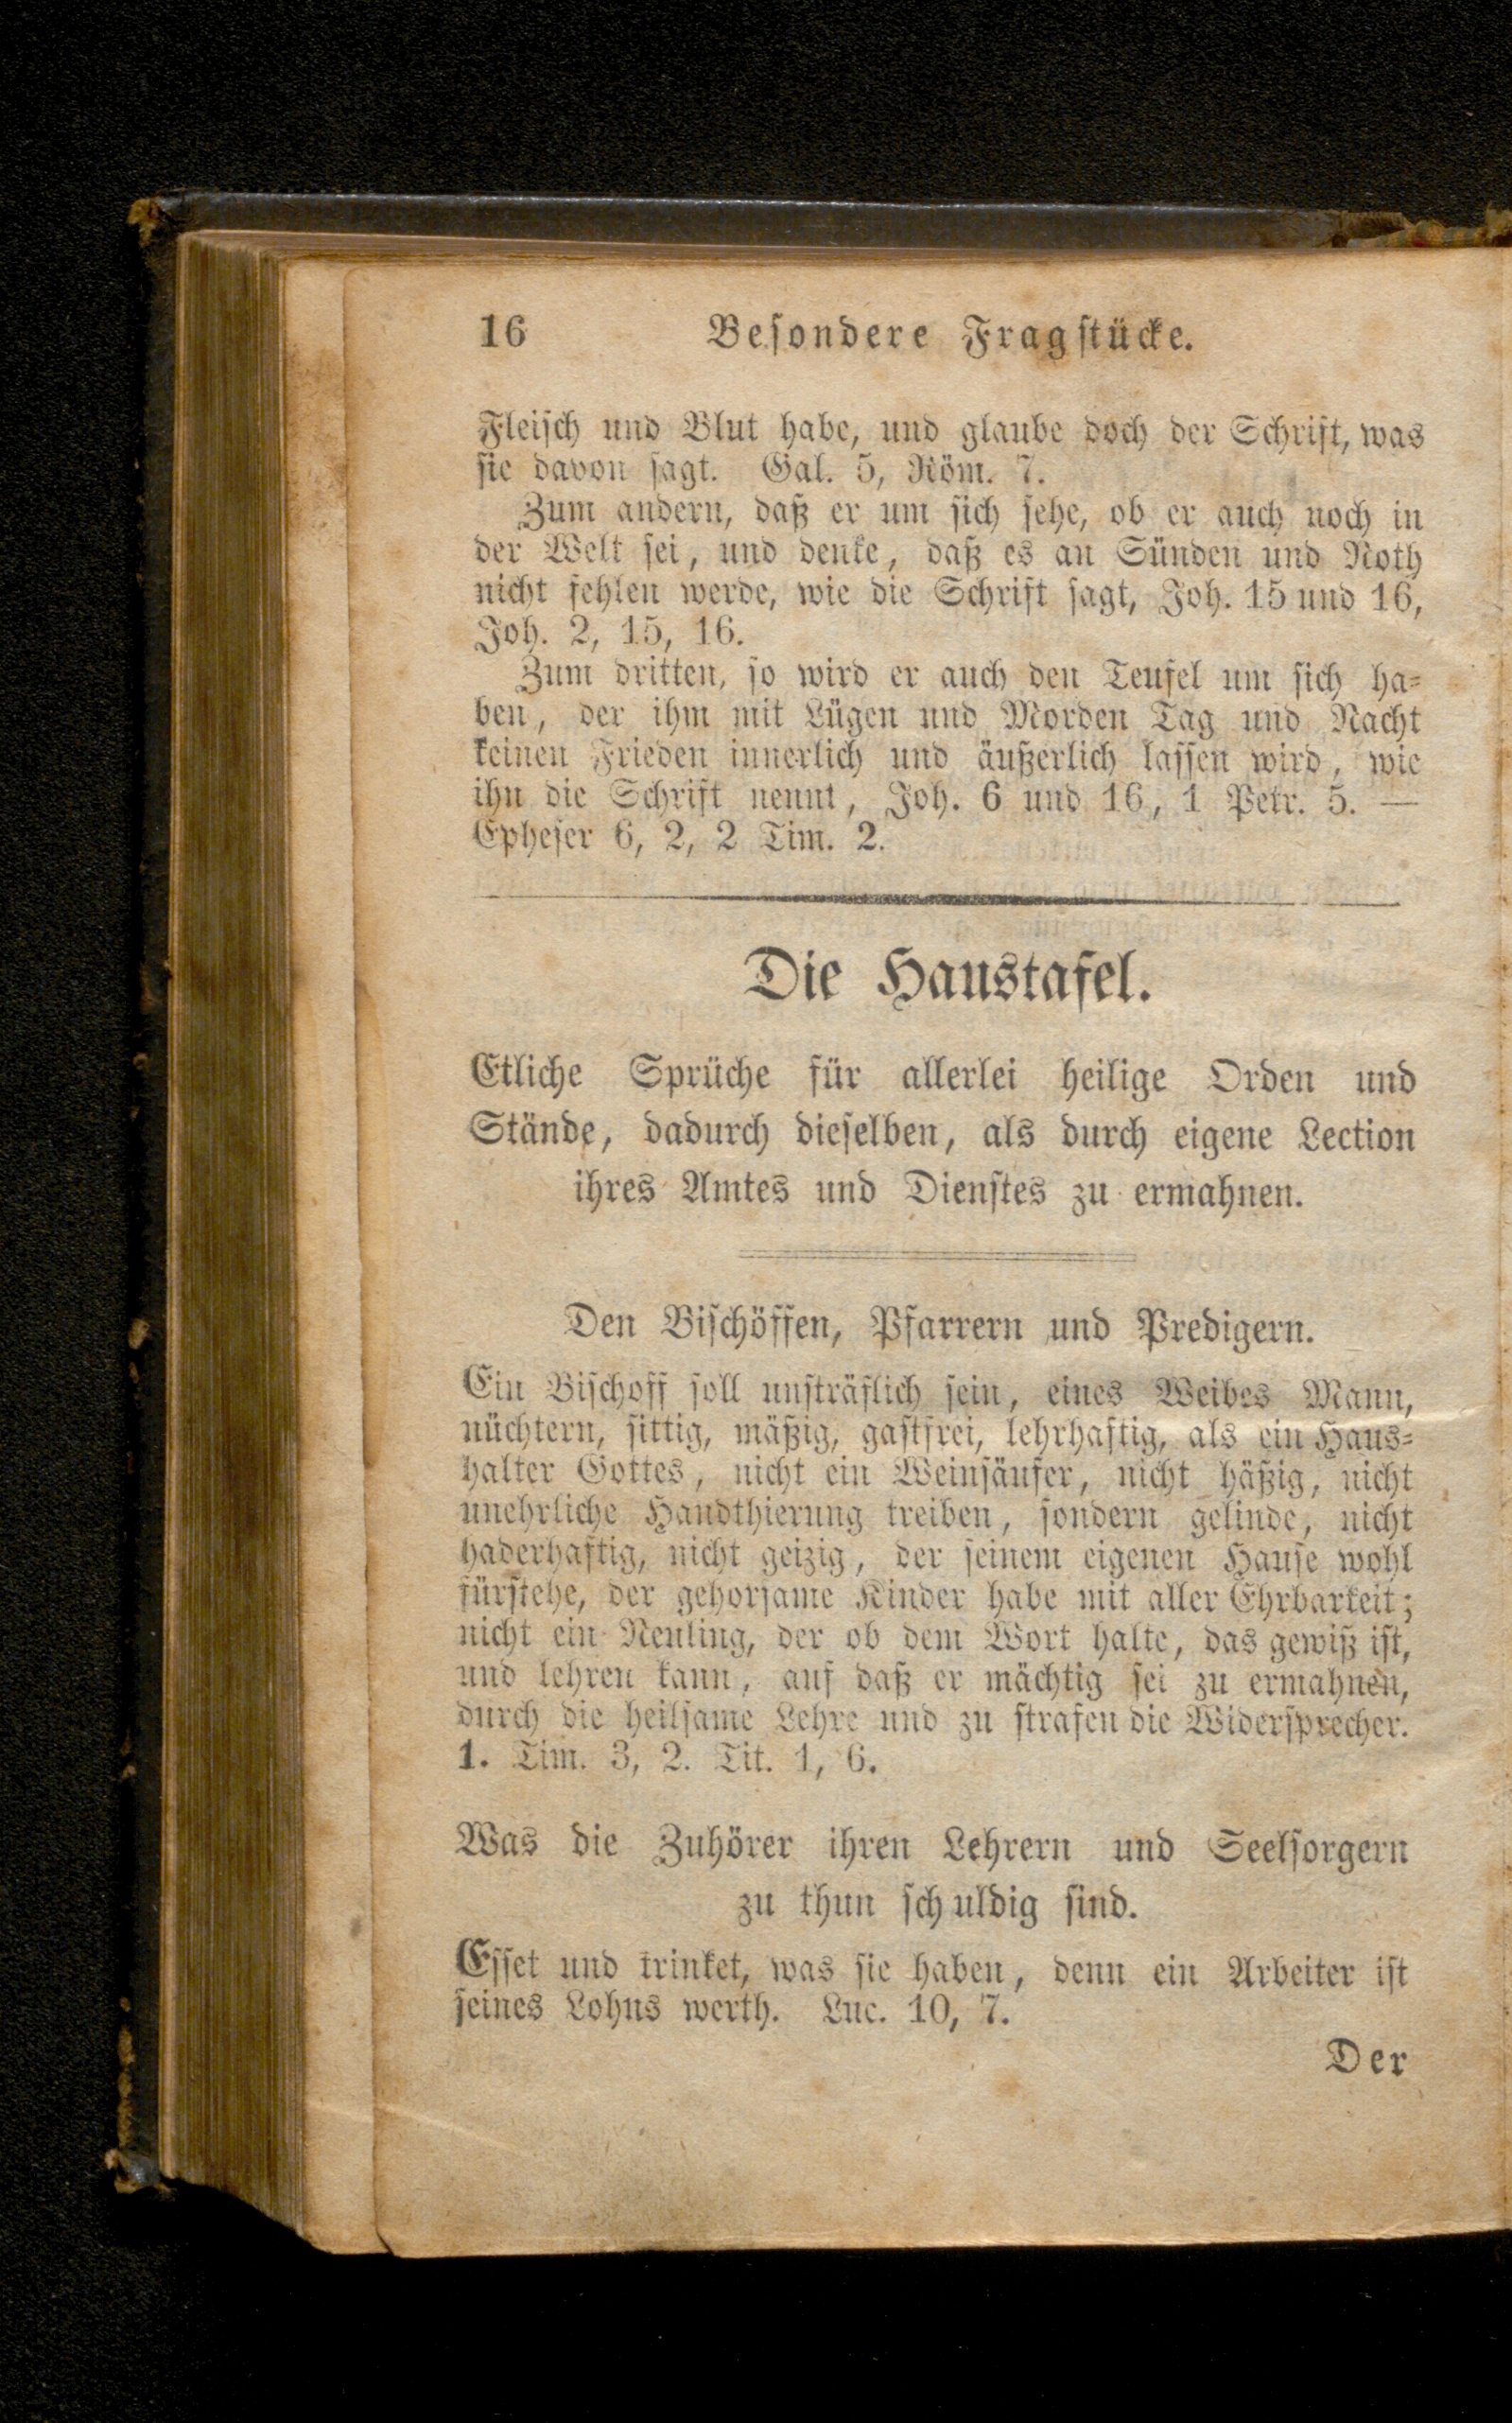 16 Besondere Fragstücke.
Fleisch und Blut habe, und glaube doch der Schrift, was
sie davon sagt. Gal. 5, Röm. 7.
Zum andern, daß er um sich sehe, ob er auch noch in
der Welt sei, und denke, daß es an Sünden und Noth
nicht fehlen werde, wie die Schrift sagt, Joh. 15 und 16,
Joh. 2, 15, 16.
Zum dritten, so wird er auch den Teufel um sich ha-
ben, der ihm mit Lügen und Morden Tag und Nacht
keinen Frieden innerlich und äußerlich lassen wird, wie
ihn die Schrift nennt, Joh. 6 und 16, 1 Petr. 5. —
Epheser 6, 2, 2 Tim. 2.
Die Haustafel.
Etliche Sprüche für allerlei heilige Orden und
Stände, dadurch dieselben, als durch eigene Lection
ihres Amtes und Dienstes zu ermahnen.
Den Bischöffen, Pfarrern und Predigern.
Ein Bischoff soll unsträflich sein, eines Weibes Mann,
nüchtern, sittig, mäßig, gastfrei, lehrhaftig, als ein Haus-
halter Gottes, nicht ein Weinsäufer, nicht häßig, nicht
unehrliche Handthierung treiben, sondern gelinde, nicht
haderhaftig, nicht geizig, der seinem eigenen Hause wohl
fürstehe, der gehorsame Kinder habe mit aller Ehrbarkeit;
nicht ein Neuling, der ob dem Wort halte, das gewiß ist,
und lehren kann, auf daß er mächtig sei zu ermahnen,
durch die heilsame Lehre und zu strafen die Widersprecher.
1. Tim. 3, 2. Tit. 1, 6.
Was die Zuhörer ihren Lehrern und Seelsorgern
zu thun schuldig sind.
Esset und trinket, was sie haben, denn ein Arbeiter ist
seines Lohns werth. Luc. 10, 7.
Der